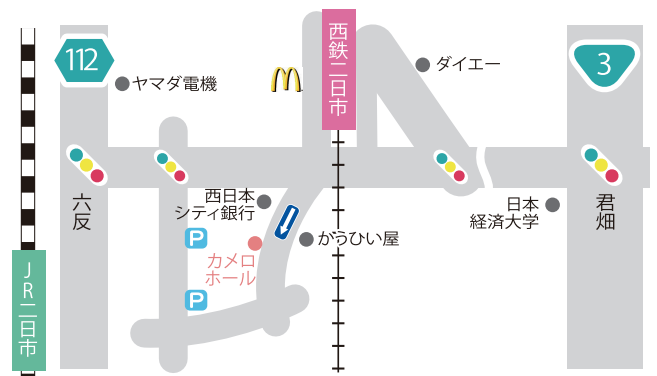 112
ヤマダ電機
西鉄二日市
ダイエー
3
六反
西日本
シティ銀行
日本
経済大学
君畑
P
カメロ
ホール
かうひい屋
P
JR二日市